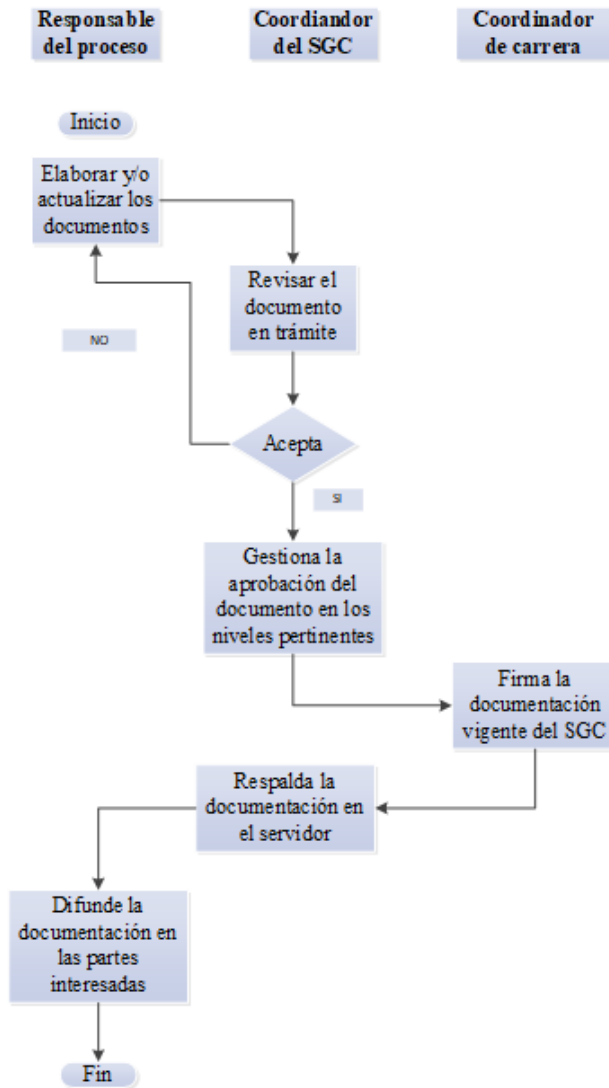 Responsable
del proceso
Coordiandor
del SGC
Coordinador
de carrera
Inicio
Elaborar y/o
actualizar los
documentos
Revisar el
documento
en trámite
NO
Acepta
SI
Gestiona la
aprobación del
documento en los
niveles pertinentes
Firma la
documentación
vigente del SGC
Respalda la
documentación en
el servidor
Difunde la
documentación en
las partes
interesadas
Fin